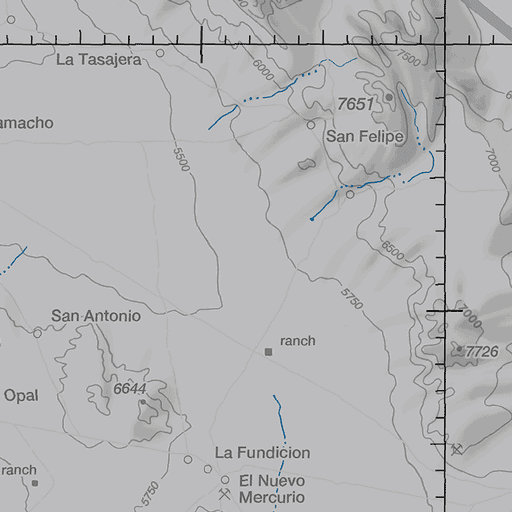 La Tasajera
6000
7500
6
7651
amacho
San Felipe
5500
7000
6500
5750
San Antonio
7000
ranch
7726
6644
Opal
La Fundicion
ranch
El Nuevo
Mercurio
5750